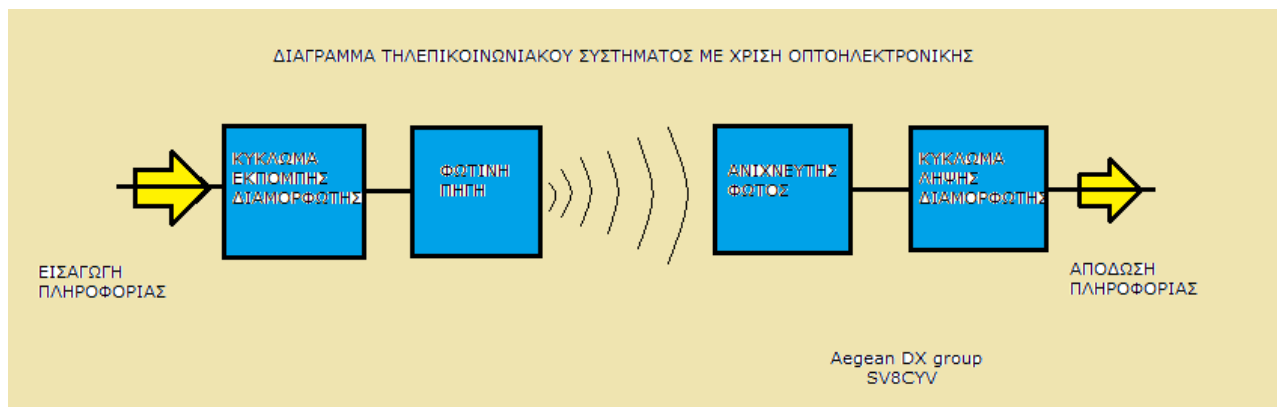 ΔΙΑΓΡΑΜΜΑ ΤΗΛΕΠΙΚΟΙΝΩΝΙΑΚΟΥ ΣΥΣΤΗΜΑΤΟΣ ΜΕ ΧΡΙΣΗ ΟΠΤΟΗΛΕΚΤΡΟΝΙΚΗΣ
ΚΥΚΛΩΜΑ
ΕΚΠΟΜΠΗΣ
ΔΙΑΜΟΡΦΩΤΗΣ
ΦΩΤΙΝΗ
ΠΗΓΗ
ΑΝΙΧΝΕΥΤΗΣ
ΦΩΤΟΣ
ΚΥΚΛΩΜΑ
ΛΗΨΗΣ
ΔΙΑΜΟΡΦΩΤΗΣ
ΕΙΣΑΓΩΓΗ
ΠΛΗΡΟΦΟΡΙΑΣ
ΑΠΟΔΩΣΗ
ΠΛΗΡΟΦΟΡΙΑΣ
Aegean DX group
SV8CYV